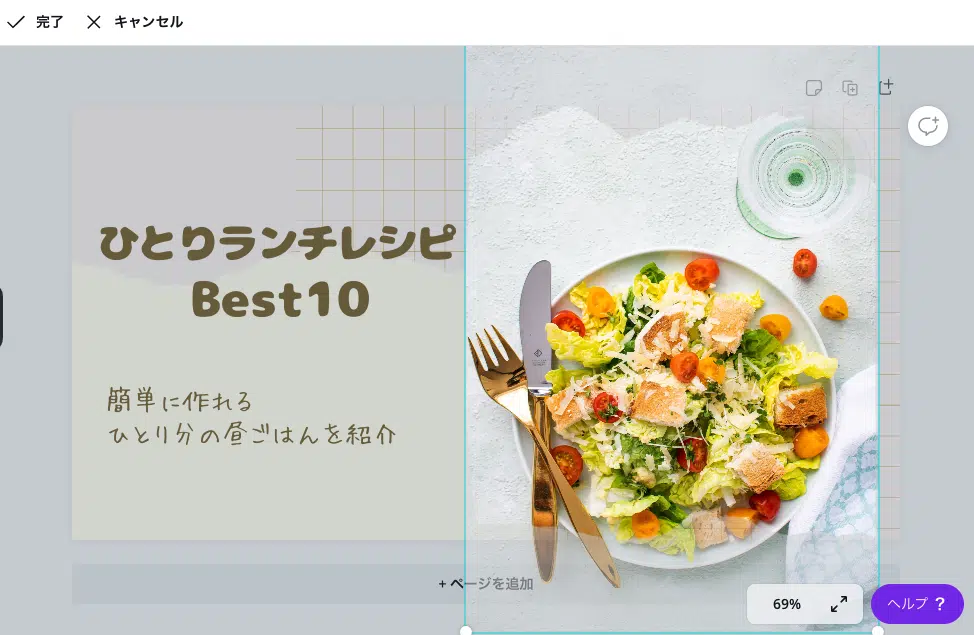 完了 キャンセル
ひとりランチレシピ
Best10
簡単に作れる
ひとり分の昼ごはんを紹介
+ ページを追加
69%
ヘルプ ?